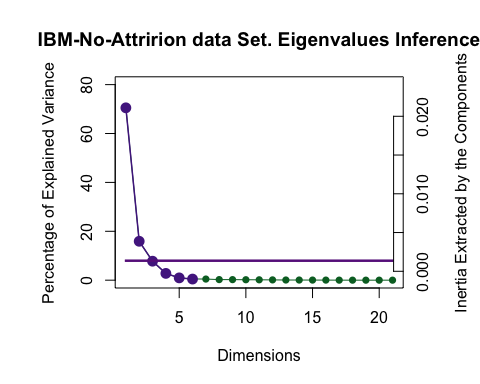 IBM-No-Attririon data Set. Eigenvalues Inference
Percentage of Explained Variance
80
60
40
20
0
0.020
0.010
0.000
Inertia Extracted by the Components
5 10 15 20
Dimensions